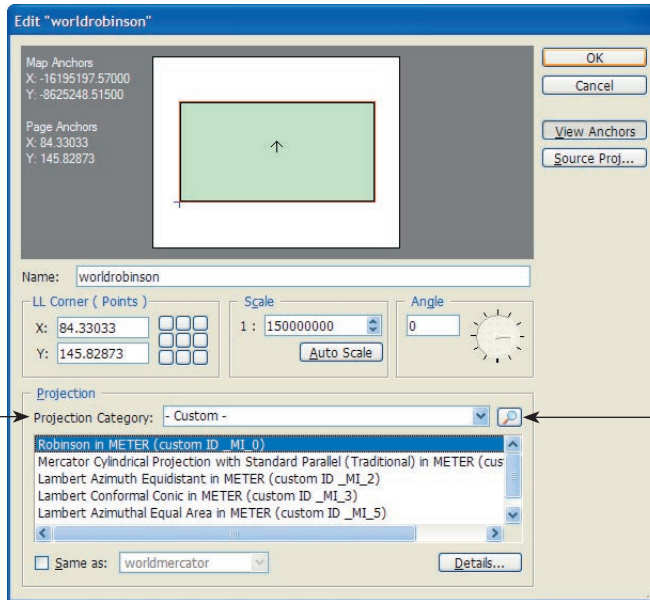 Edit "worldrobinson"
Map Anchors
X: -16195197.57000
Y: -8625248.51500
Page Anchors
X: 84.33033
Y: 145.82873
OK
Cancel
View Anchors
Source Proj...
Name: worldrobinson
LL Corner ( Points )
X: 84.33033
Y: 145.82873
Scale
1 : 150000000
Auto Scale
Angle
0
Projection
Projection Category: - Custom -
Robinson in METER (custom ID _MI_0)
Mercator Cylindrical Projection with Standard Parallel (Traditional) in METER (cus
Lambert Azimuth Equidistant in METER (custom ID _MI_2)
Lambert Conformal Conic in METER (custom ID _MI_3)
Lambert Azimuthal Equal Area in METER (custom ID _MI_5)
Same as: worldmercator
Details...